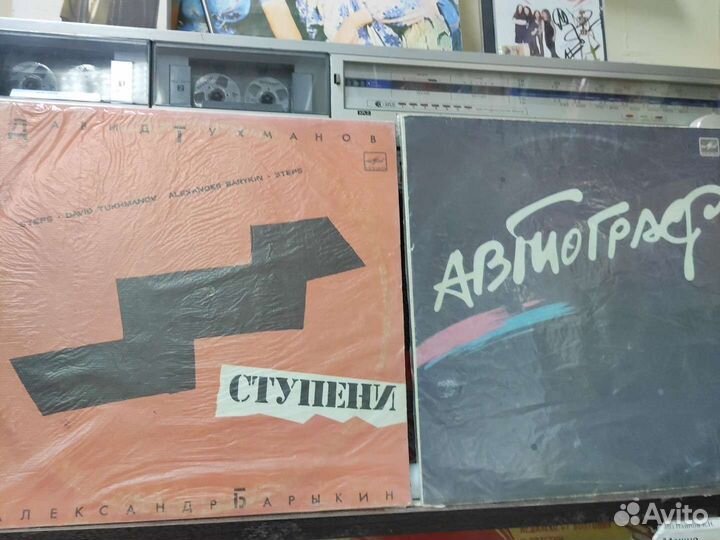 ДАВИД ТУХМАНОВ
STEPS · DAVID TUKHMANOV ALEXANDER BARYKIN · STEPS
СТУПЕНИ
АЛЕКСАНДР БАРЫКИН
АВТОГРАФ
Avito